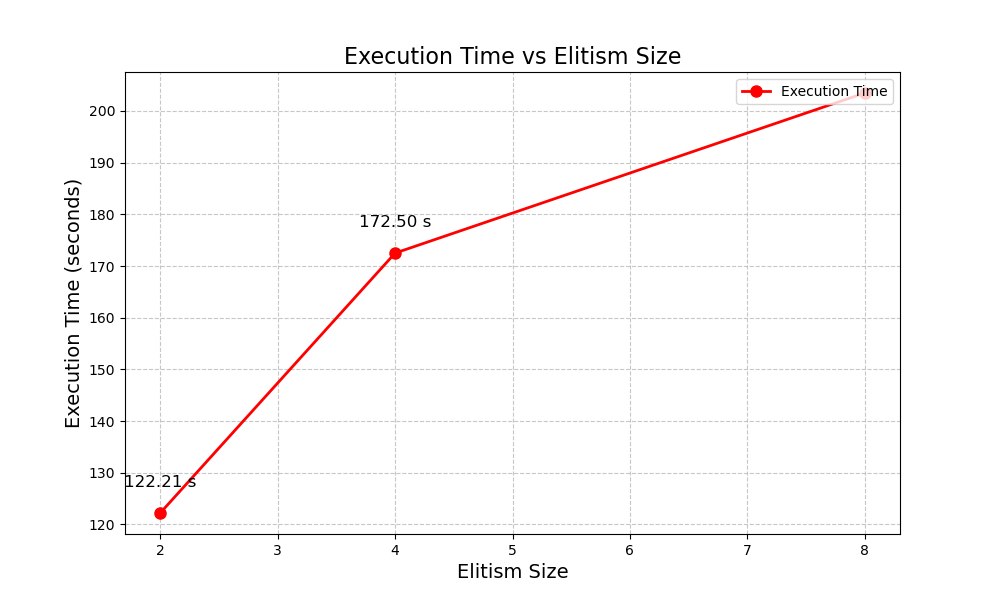 Execution Time vs Elitism Size
Execution Time
200
190
180
170
160
150
140
130
120
172.50 s
122.21 s
Execution Time (seconds)
2 3 4 5 6 7 8
Elitism Size